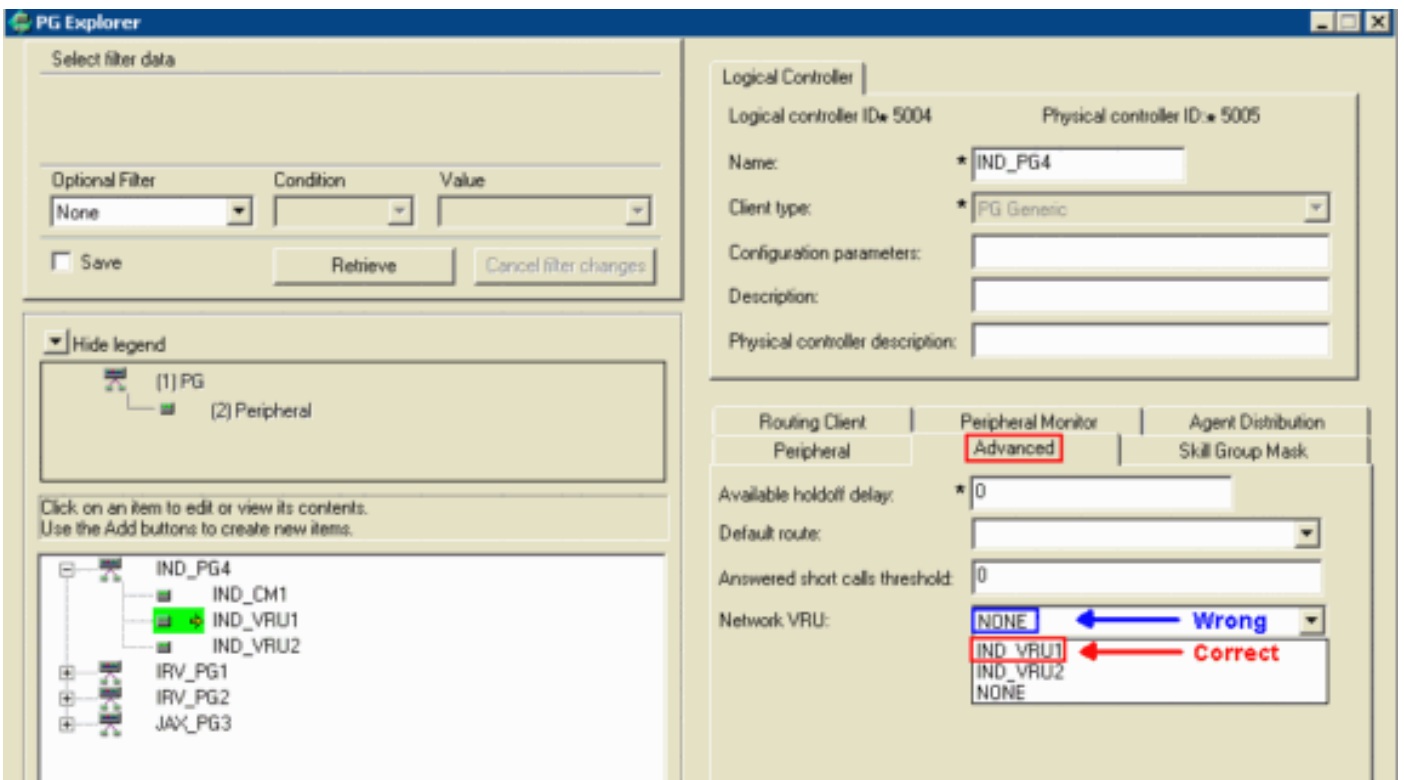 PG Explorer
Select filter data
Optional Filter Condition Value
None
Save Retrieve Cancel filter changes
Hide legend
(1) PG
(2) Peripheral
Click on an item to edit or view its contents.
Use the Add buttons to create new items.
IND_PG4
IND_CM1
IND_VRU1
IND_VRU2
IRV_PG1
IRV_PG2
JAX_PG3
Logical Controller
Logical controller ID* 5004 Physical controller ID:* 5005
Name: * IND_PG4
Client type: * PG Generic
Configuration parameters:
Description:
Physical controller description:
Routing Client Peripheral Monitor Agent Distribution
Peripheral Advanced Skill Group Mask
Available holdoff delay: * 0
Default route:
Answered short calls threshold: 0
Network VRU: NONE Wrong
IND_VRU1 Correct
IND_VRU2
NONE